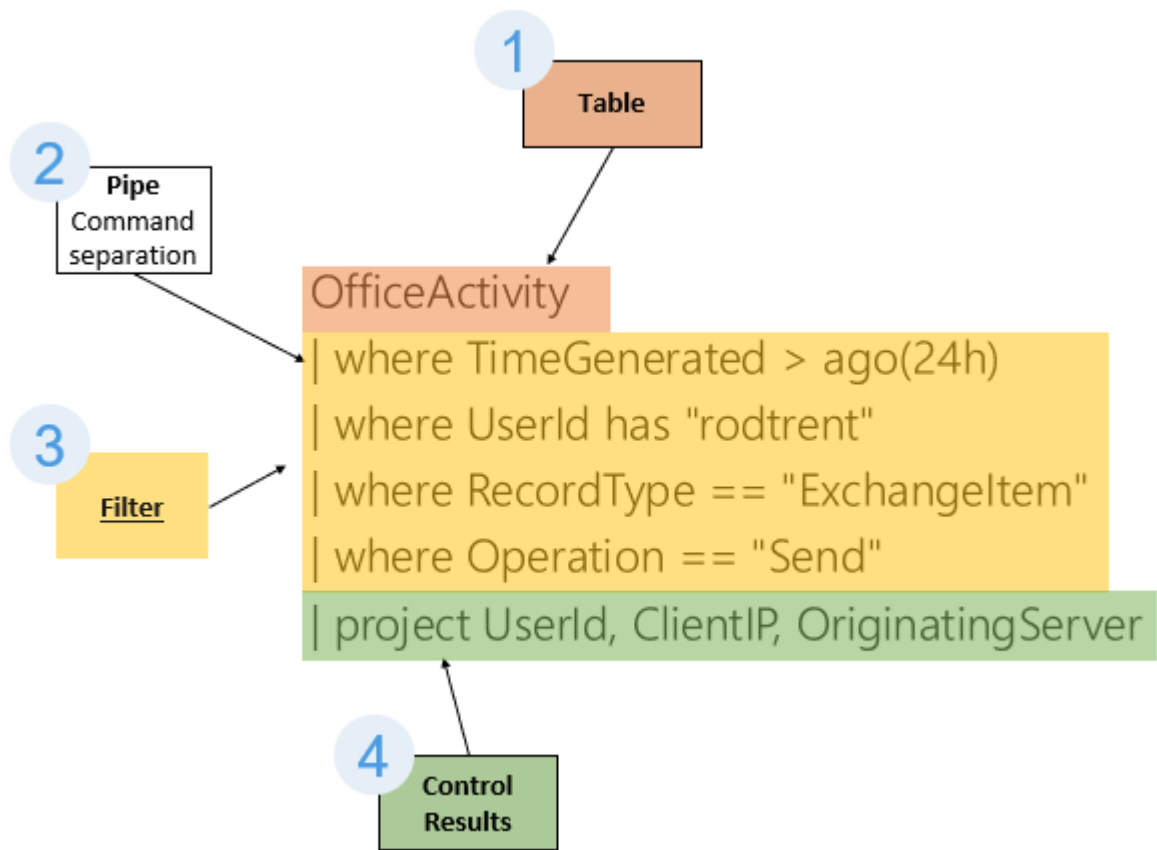 1
Table
2
Pipe
Command
separation
OfficeActivity
| where TimeGenerated > ago(24h)
| where UserId has "rodtrent"
3
Filter
| where RecordType == "ExchangeItem"
| where Operation == "Send"
| project UserId, ClientIP, OriginatingServer
4
Control
Results